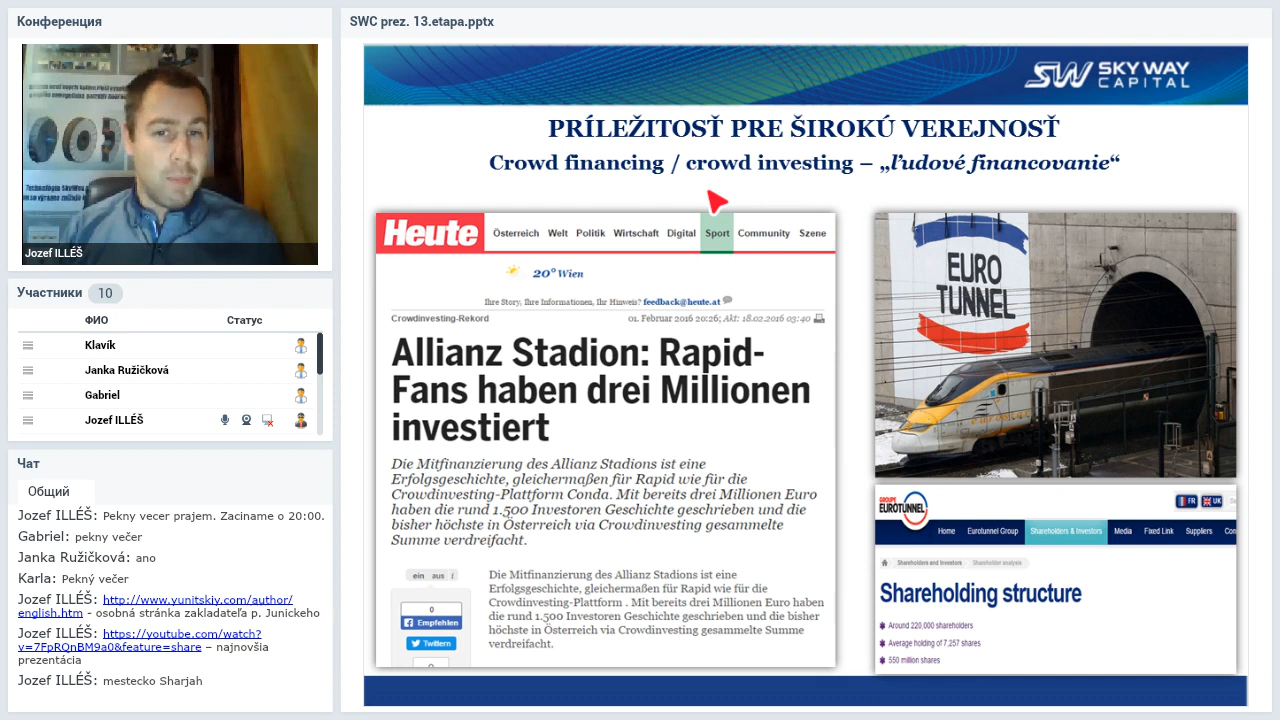 Конференция
Jozef ILLÉŠ
Участники 10
ФИО Статус
Klavík
Janka Ružičková
Gabriel
Jozef ILLÉŠ
Чат
Общий
Jozef ILLÉŠ: Pekny vecer prajem. Zaciname o 20:00.
Gabriel: pekny večer
Janka Ružičková: ano
Karla: Pekný večer
Jozef ILLÉŠ: http://www.yunitskiy.com/author/
english.htm - osobná stránka zakladateľa p. Junickeho
Jozef ILLÉŠ: https://youtube.com/watch?
v=7FpRQnBM9a0&feature=share – najnovšia
prezentácia
Jozef ILLÉŠ: mestecko Sharjah
SWC prez. 13.etapa.pptx
SW SKY WAY
CAPITAL
PRÍLEŽITOSŤ PRE ŠIROKÚ VEREJNOSŤ
Crowd financing / crowd investing – „ľudové financovanie“
Heute Österreich Welt Politik Wirtschaft Digital Sport Community Szene
20° Wien
Ihre Story, Ihre Informationen, Ihr Hinweis? feedback@heute.at
Crowdinvesting-Rekord 01. Februar 2016 20:26; Akt: 18.02.2016 03:40
Allianz Stadion: Rapid-
Fans haben drei Millionen
investiert
Die Mitfinanzierung des Allianz Stadions ist eine
Erfolgsgeschichte, gleichermaßen für Rapid wie für die
Crowdinvesting-Plattform Conda. Mit bereits drei Millionen Euro
haben die rund 1.500 Investoren Geschichte geschrieben und die
bisher höchste in Österreich via Crowdinvesting gesammelte
Summe verdreifacht.
ein aus i
0
Empfehlen
Twittern
0
Die Mitfinanzierung des Allianz Stadions ist eine
Erfolgsgeschichte, gleichermaßen für Rapid wie für die
Crowdinvesting-Plattform . Mit bereits drei Millionen Euro haben
die rund 1.500 Investoren Geschichte geschrieben und die bisher
höchste in Österreich via Crowdinvesting gesammelte Summe
verdreifacht.
EURO
TUNNEL
GROUPE
EUROTUNNEL
FR UK
Home Eurotunnel Group Shareholders & Investors Media Fixed Link Suppliers
Shareholders and Investors Shareholder analysis
Shareholding structure
Around 220,000 shareholders
Average holding of 7,257 shares
550 million shares